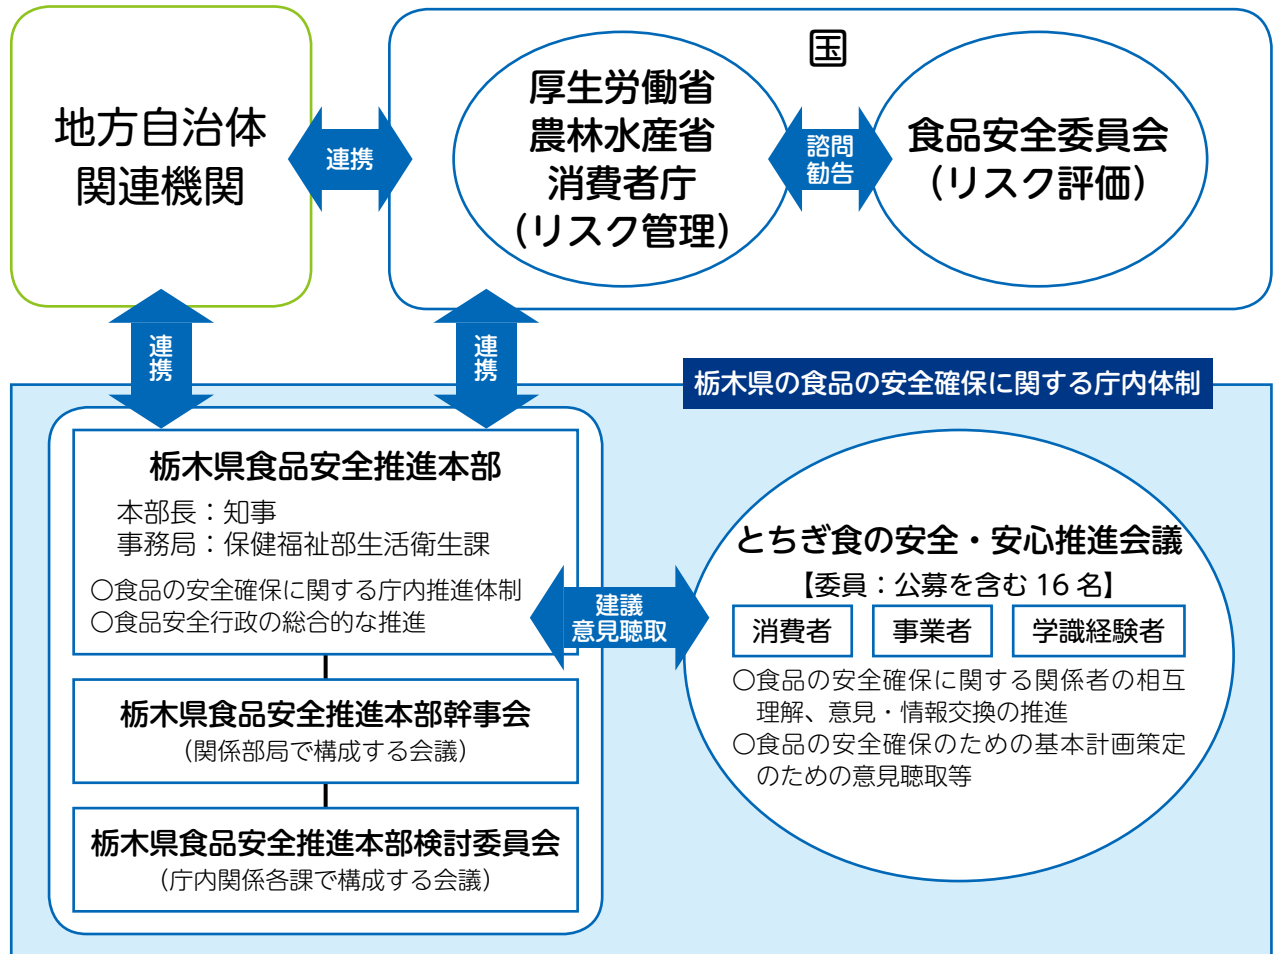 国
地方自治体
関連機関
連携
厚生労働省
農林水産省
消費者庁
（リスク管理）
諮問
勧告
食品安全委員会
（リスク評価）
連携
連携
栃木県の食品の安全確保に関する庁内体制
栃木県食品安全推進本部
本部長：知事
事務局：保健福祉部生活衛生課
○食品の安全確保に関する庁内推進体制
○食品安全行政の総合的な推進
建議
意見聴取
とちぎ食の安全・安心推進会議
【委員：公募を含む 16 名】
消費者
事業者
学識経験者
○食品の安全確保に関する関係者の相互
理解、意見・情報交換の推進
○食品の安全確保のための基本計画策定
のための意見聴取等
栃木県食品安全推進本部幹事会
（関係部局で構成する会議）
栃木県食品安全推進本部検討委員会
（庁内関係各課で構成する会議）